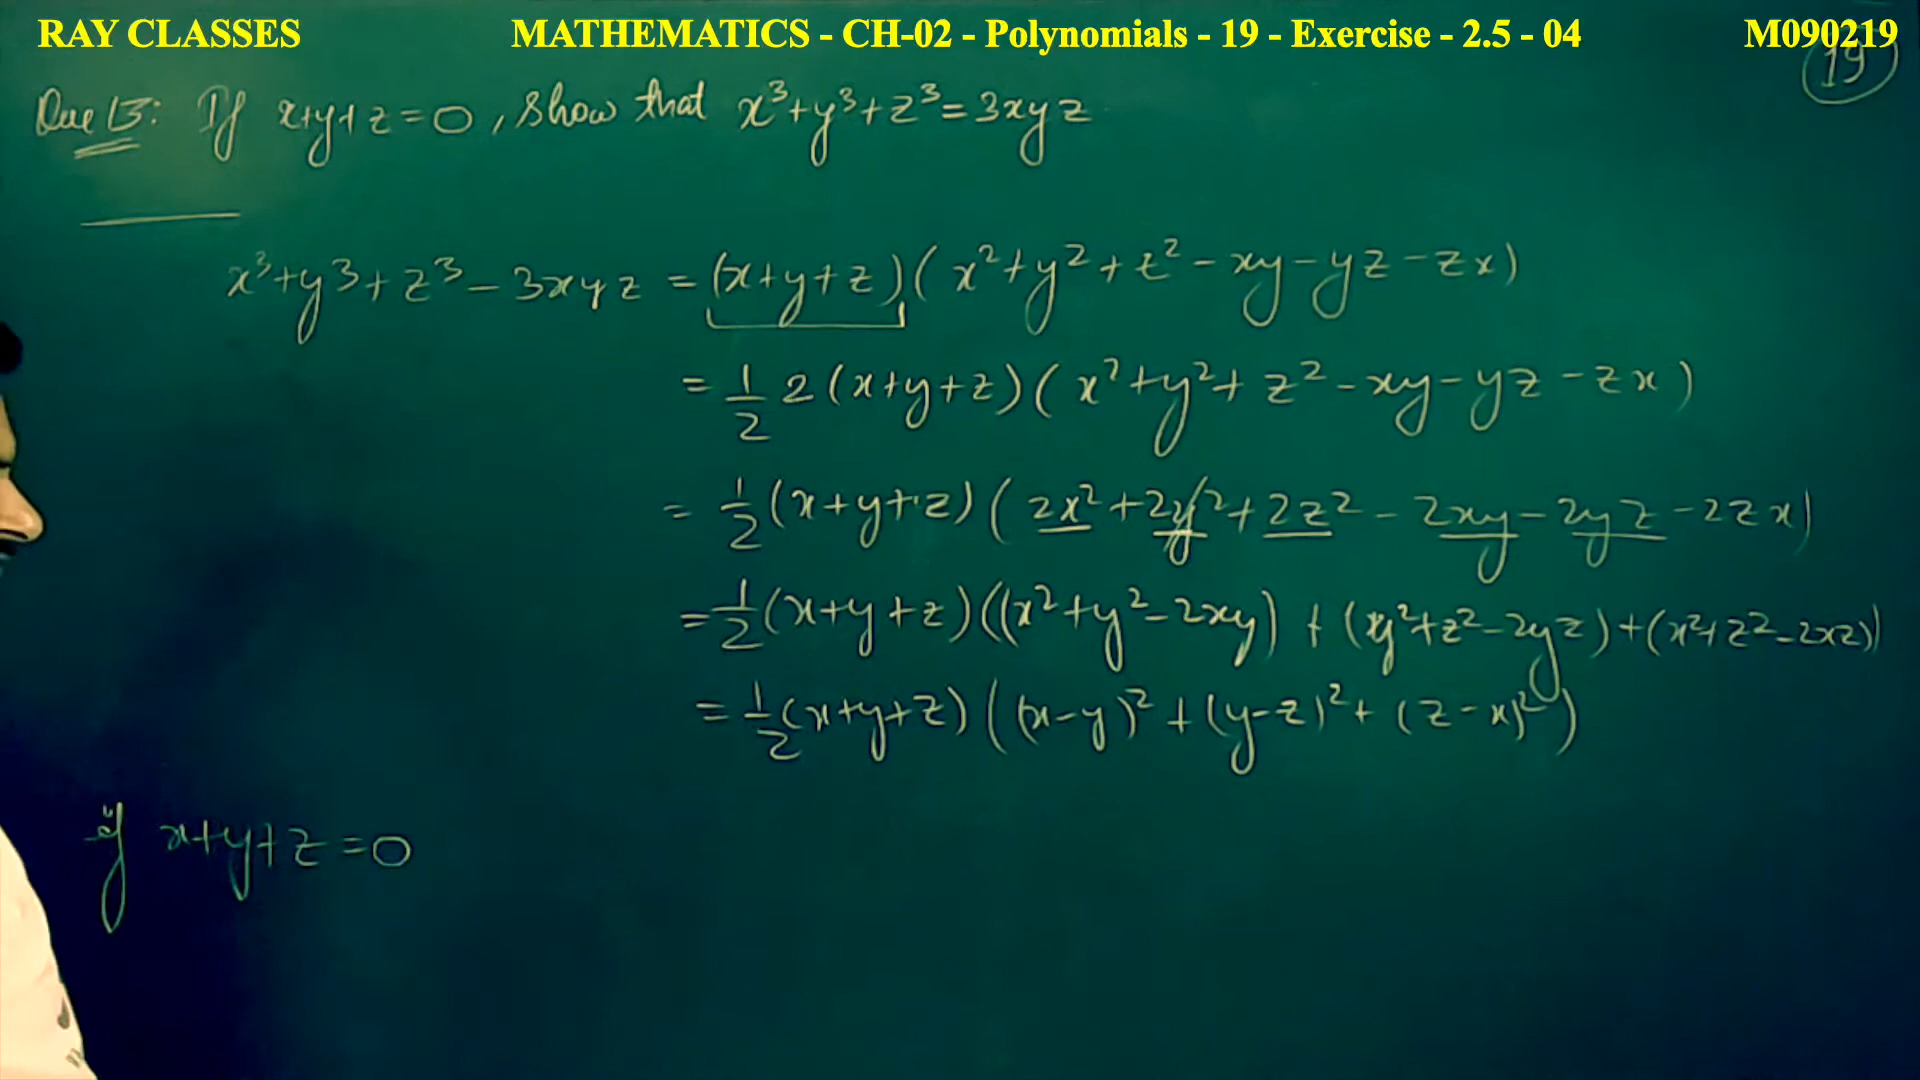 RAY CLASSES MATHEMATICS - CH-02 - Polynomials - 19 - Exercise - 2.5 - 04 M090219
19
Que 13: If x+y+z=0, show that x³+y³+z³=3xyz
x³+y³+z³-3xyz = (x+y+z)(x²+y²+z²-xy-yz-zx)
= 1/2 2(x+y+z)(x²+y²+z²-xy-yz-zx)
= 1/2(x+y+z)(2x²+2y²+2z²-2xy-2yz-2zx)
= 1/2(x+y+z)((x²+y²-2xy)+(y²+z²-2yz)+(x²+z²-2xz))
= 1/2(x+y+z)((x-y)²+(y-z)²+(z-x)²)
if x+y+z=0